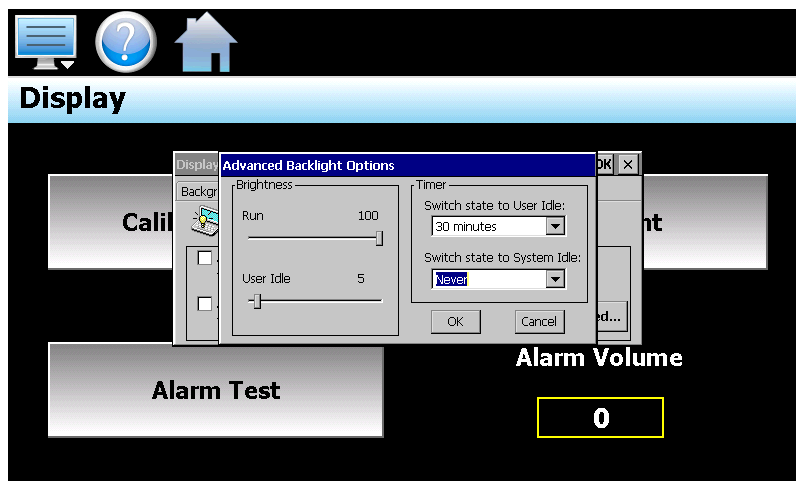 ?
Display
Display
Advanced Backlight Options
OK
Backgr
Brightness
Run
100
User Idle
5
Timer
Switch state to User Idle:
30 minutes
Switch state to System Idle:
Never
OK
Cancel
Cali
nt
ed...
Alarm Test
Alarm Volume
0